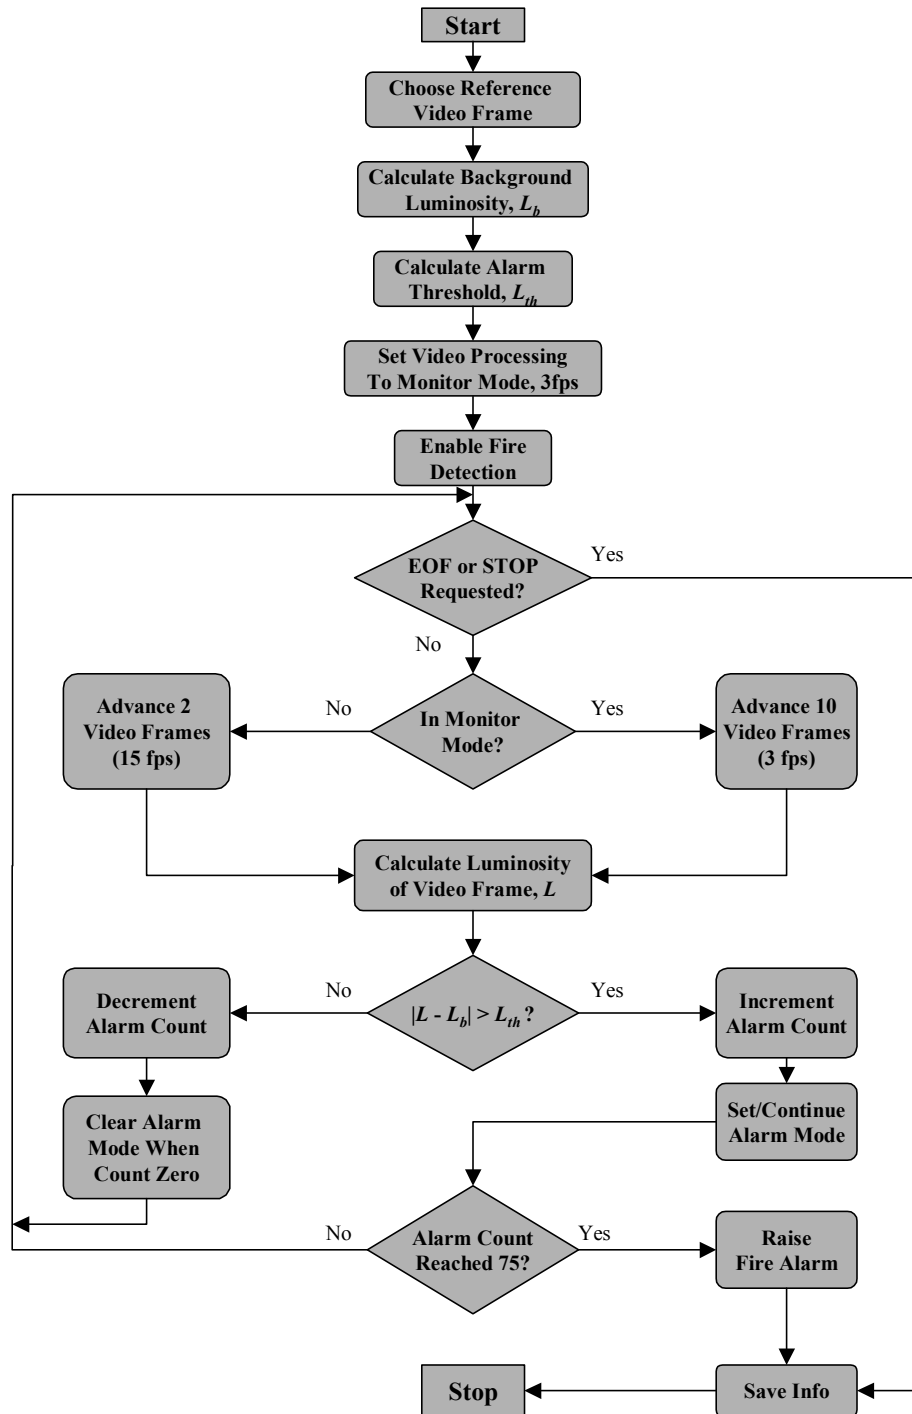 Start
Choose Reference
Video Frame
Calculate Background
Luminosity, L_b
Calculate Alarm
Threshold, L_th
Set Video Processing
To Monitor Mode, 3fps
Enable Fire
Detection
EOF or STOP
Requested?
Yes
No
Advance 2
Video Frames
(15 fps)
No
In Monitor
Mode?
Yes
Advance 10
Video Frames
(3 fps)
Calculate Luminosity
of Video Frame, L
Decrement
Alarm Count
No
|L - L_b| > L_th ?
Yes
Increment
Alarm Count
Clear Alarm
Mode When
Count Zero
Set/Continue
Alarm Mode
No
Alarm Count
Reached 75?
Yes
Raise
Fire Alarm
Stop
Save Info